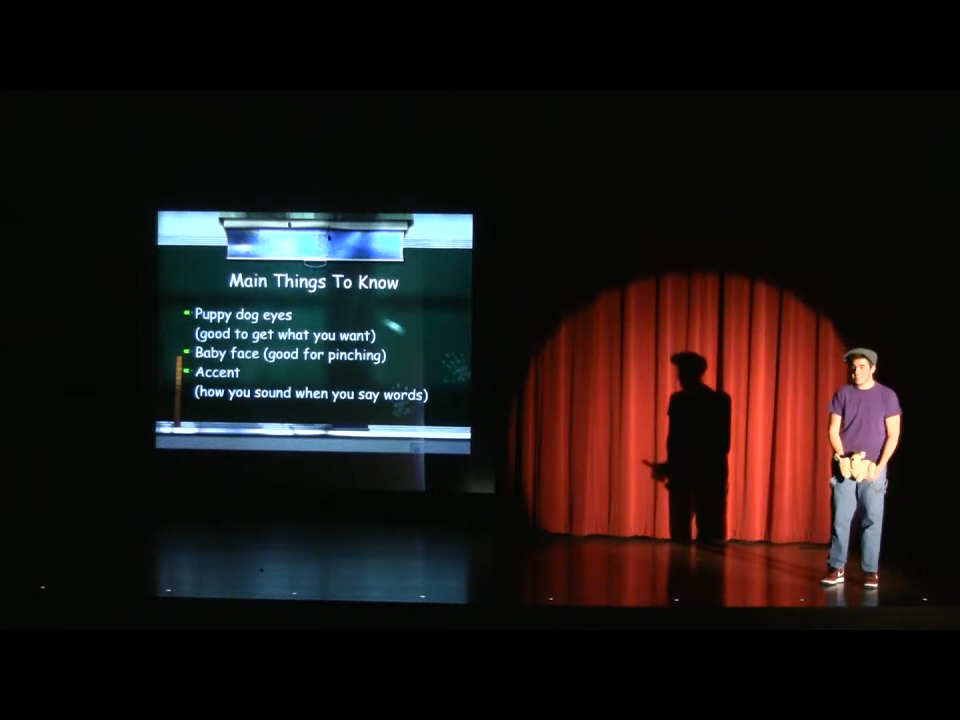 Main Things To Know
Puppy dog eyes
(good to get what you want)
Baby face (good for pinching)
Accent
(how you sound when you say words)